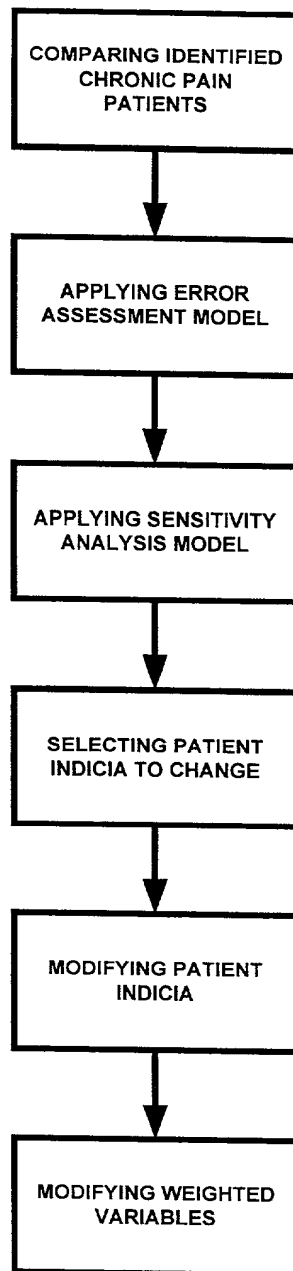 COMPARING IDENTIFIED
CHRONIC PAIN
PATIENTS
APPLYING ERROR
ASSESSMENT MODEL
APPLYING SENSITIVITY
ANALYSIS MODEL
SELECTING PATIENT
INDICIA TO CHANGE
MODIFYING PATIENT
INDICIA
MODIFYING WEIGHTED
VARIABLES